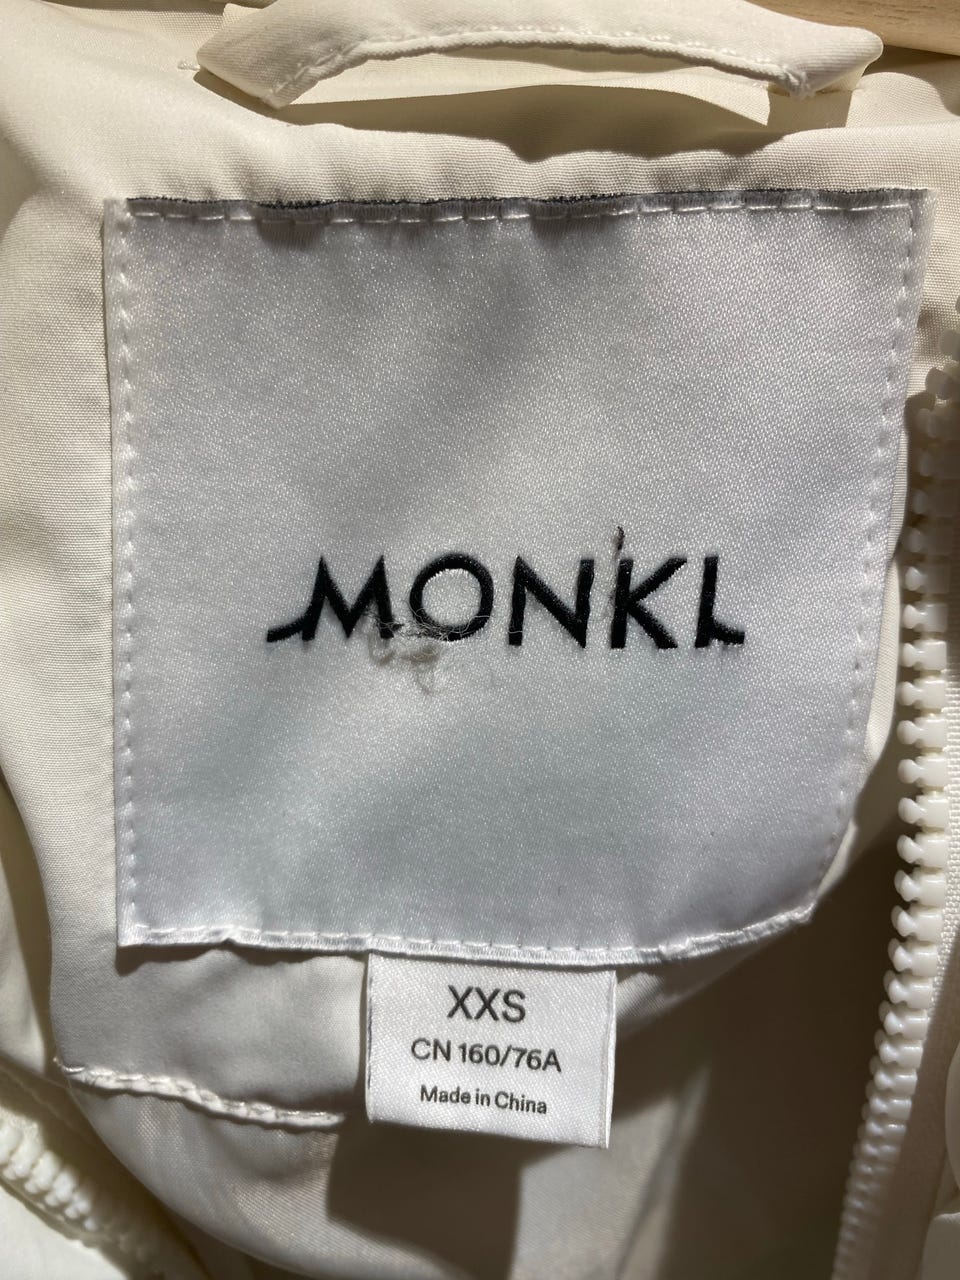 MONKI
XXS
CN 160/76A
Made in China